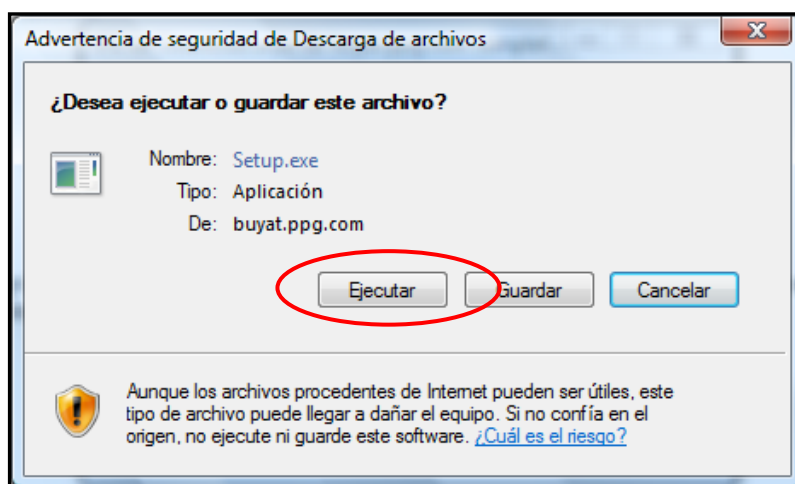 Advertencia de seguridad de Descarga de archivos
¿Desea ejecutar o guardar este archivo?
Nombre: Setup.exe
Tipo: Aplicación
De: buyat.ppg.com
Ejecutar Guardar Cancelar
Aunque los archivos procedentes de Internet pueden ser útiles, este
tipo de archivo puede llegar a dañar el equipo. Si no confía en el
origen, no ejecute ni guarde este software. ¿Cuál es el riesgo?